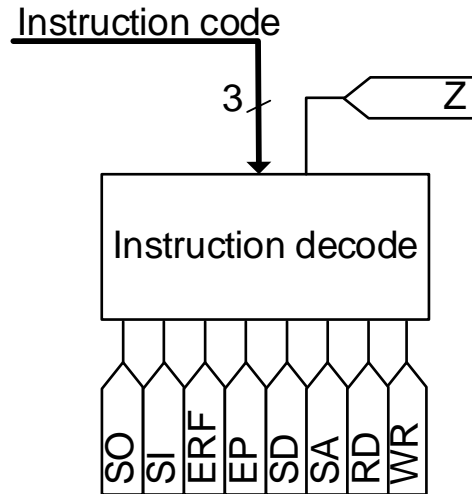 Instruction code
3
Z
Instruction decode
SO
SI
ERF
EP
SD
SA
RD
WR